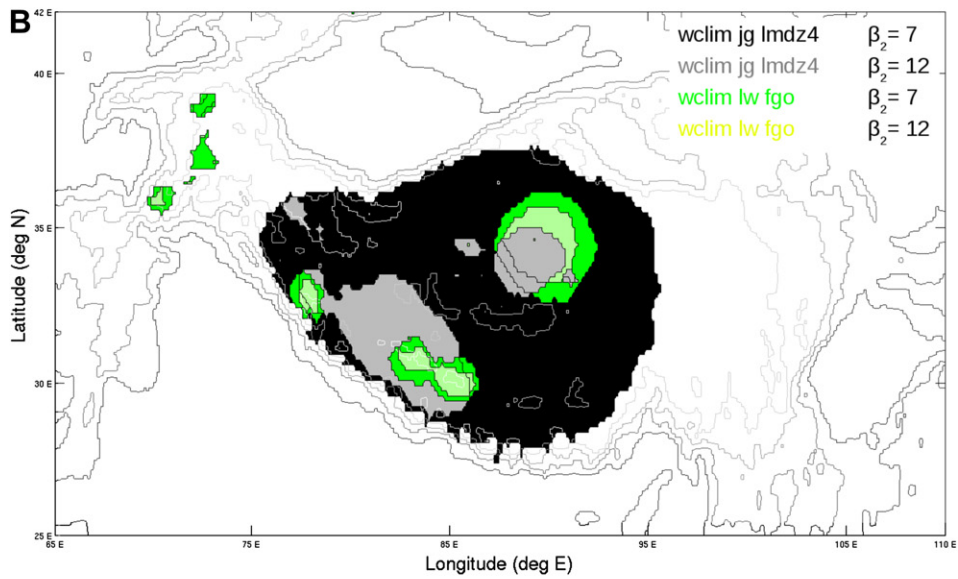 B
42 E
40 E
35 E
30 E
25 E
65 E
75 E
85 E
95 E
105 E
110 E
Latitude (deg N)
Longitude (deg E)
wclim jg lmdz4 β₂= 7
wclim jg lmdz4 β₂= 12
wclim lw fgo β₂= 7
wclim lw fgo β₂= 12